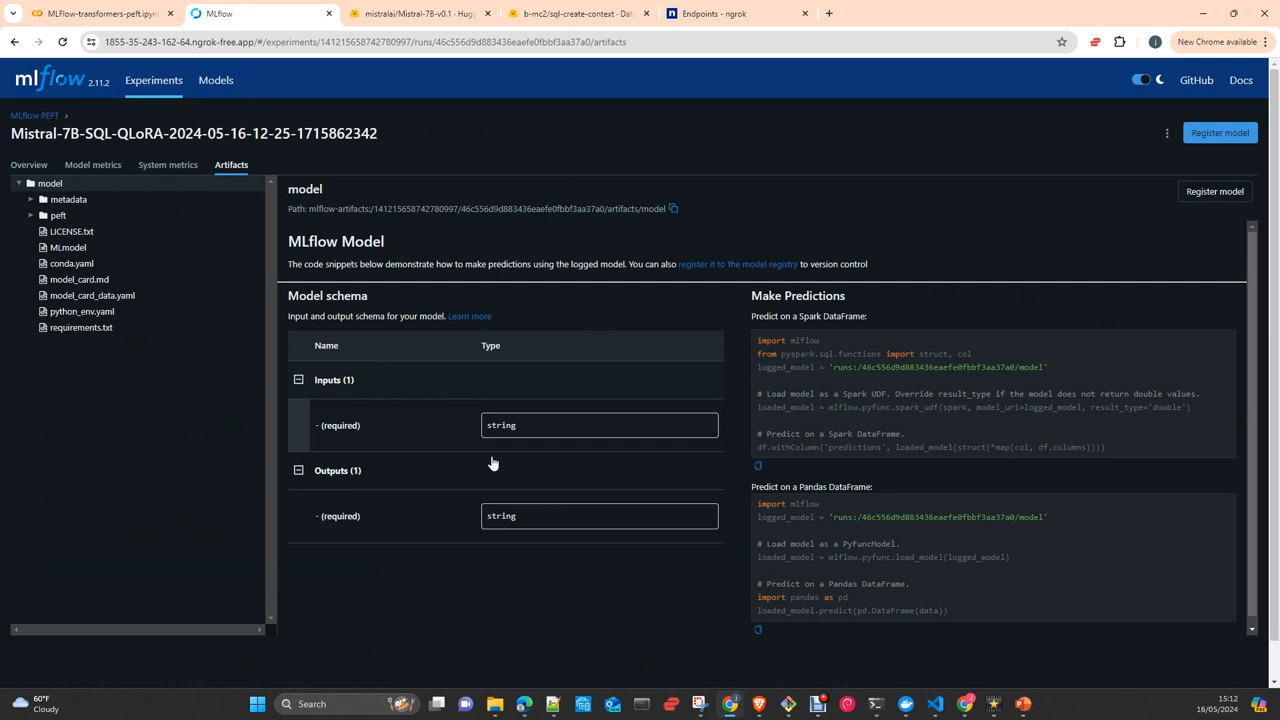 MLFlow-transformers-peft.ipyn
MLflow
mistralai/Mistral-7B-v0.1 - Hugg
b-mc2/sql-create-context - Data
Endpoints - ngrok
1855-35-243-162-64.ngrok-free.app/#/experiments/141215658742780997/runs/46c556d9d883436eaefe0fbbf3aa37a0/artifacts
New Chrome available
mlflow 2.11.2
Experiments
Models
GitHub
Docs
MLflow PEFT
Mistral-7B-SQL-QLoRA-2024-05-16-12-25-1715862342
Register model
Overview
Model metrics
System metrics
Artifacts
model
metadata
peft
LICENSE.txt
MLmodel
conda.yaml
model_card.md
model_card_data.yaml
python_env.yaml
requirements.txt
model
Register model
Path: mlflow-artifacts:/141215658742780997/46c556d9d883436eaefe0fbbf3aa37a0/artifacts/model
MLflow Model
The code snippets below demonstrate how to make predictions using the logged model. You can also register it to the model registry to version control
Model schema
Input and output schema for your model. Learn more
Name Type
Inputs (1)
- (required) string
Outputs (1)
- (required) string
Make Predictions
Predict on a Spark DataFrame:
import mlflow
from pyspark.sql.functions import struct, col
logged_model = 'runs:/46c556d9d883436eaefe0fbbf3aa37a0/model'
# Load model as a Spark UDF. Override result_type if the model does not return double values.
loaded_model = mlflow.pyfunc.spark_udf(spark, model_uri=logged_model, result_type='double')
# Predict on a Spark DataFrame.
df.withColumn('predictions', loaded_model(struct(*map(col, df.columns))))
Predict on a Pandas DataFrame:
import mlflow
logged_model = 'runs:/46c556d9d883436eaefe0fbbf3aa37a0/model'
# Load model as a PyFuncModel.
loaded_model = mlflow.pyfunc.load_model(logged_model)
# Predict on a Pandas DataFrame.
import pandas as pd
loaded_model.predict(pd.DataFrame(data))
60°F
Cloudy
Search
15:12
16/05/2024